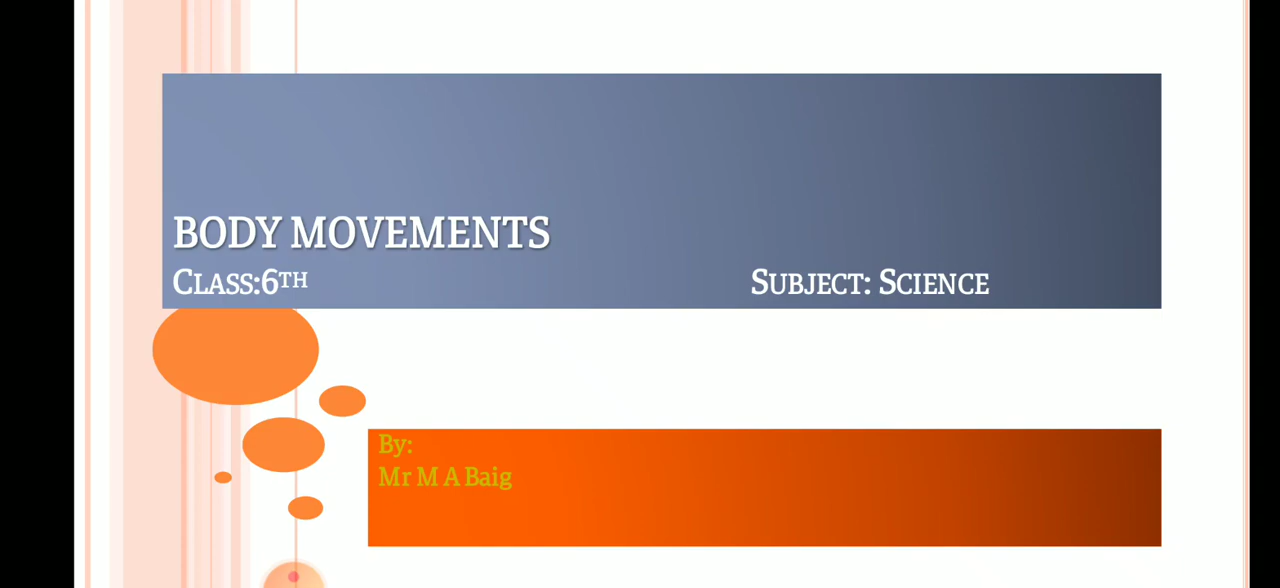 BODY MOVEMENTS
CLASS:6TH SUBJECT: SCIENCE
By:
Mr M A Baig